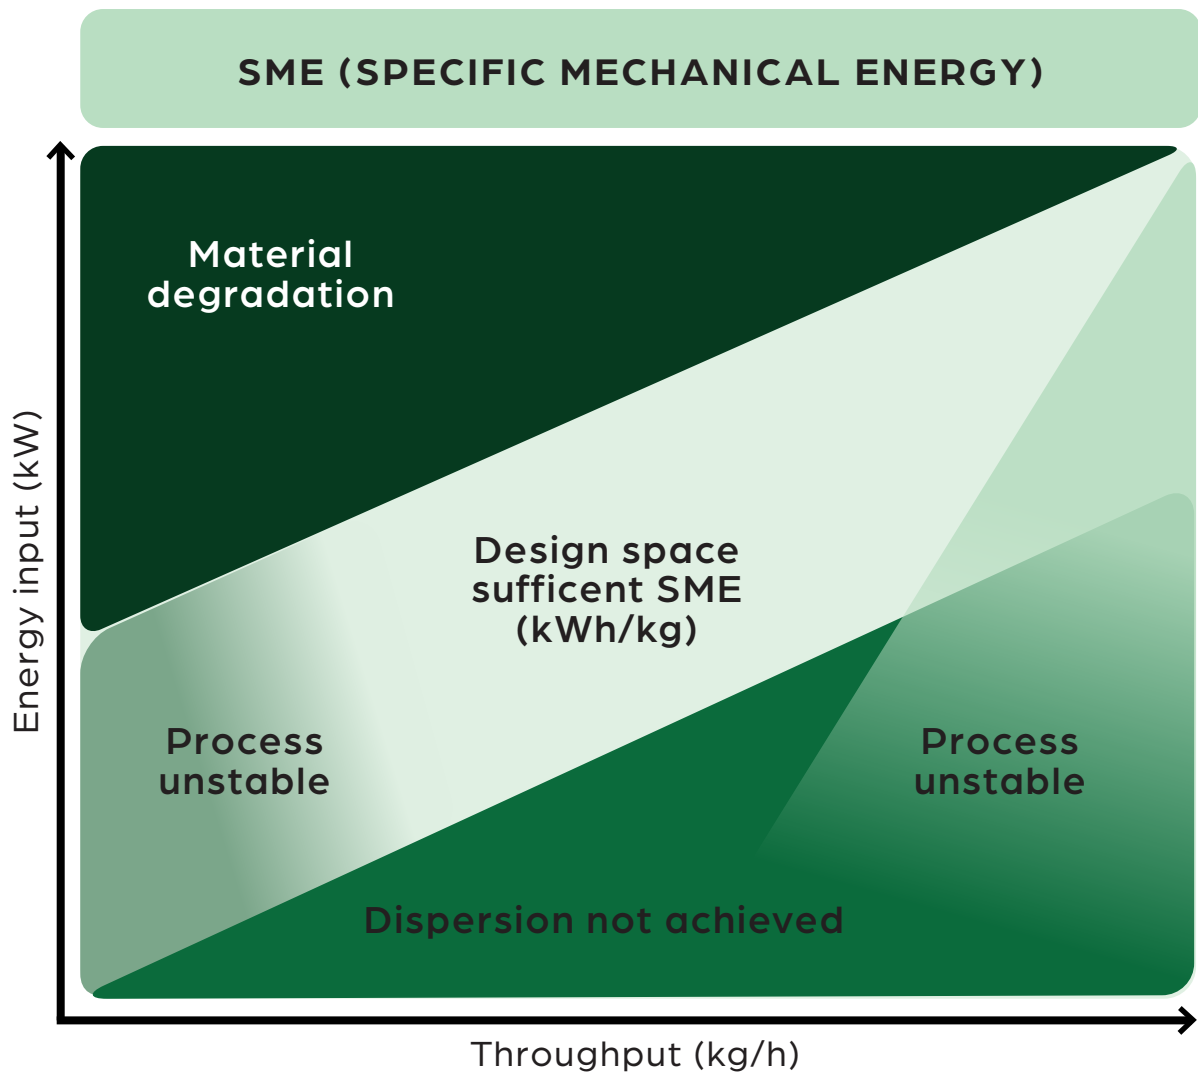 SME (SPECIFIC MECHANICAL ENERGY)
Material
degradation
Energy input (kW)
Design space
sufficent SME
(kWh/kg)
Process
unstable
Process
unstable
Dispersion not achieved
Throughput (kg/h)